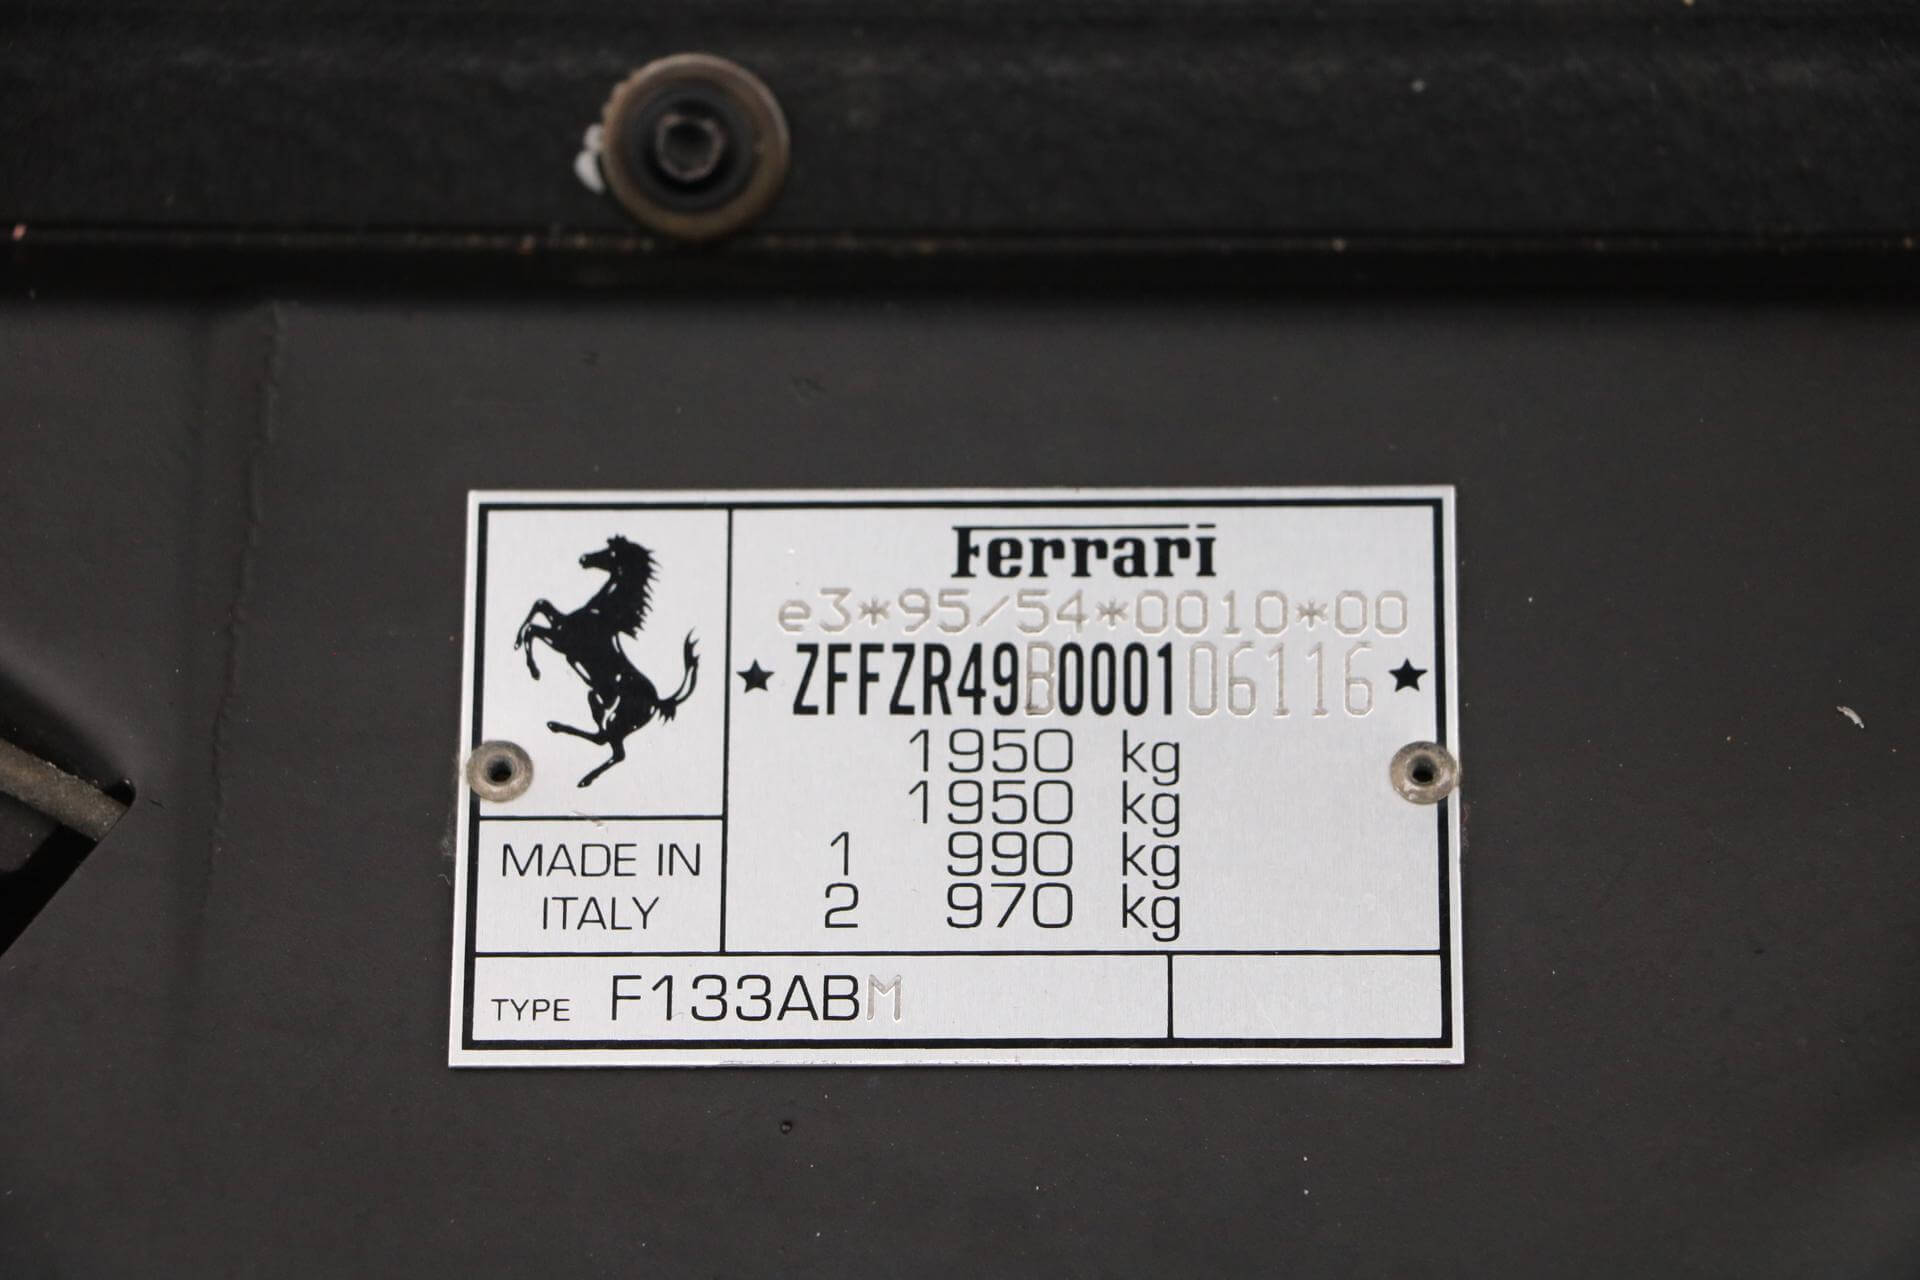 Ferrari
e3*95/54*0010*00
★ ZFFZR49B000106116 ★
1950 kg
1950 kg
1 990 kg
2 970 kg
MADE IN
ITALY
TYPE F133ABM